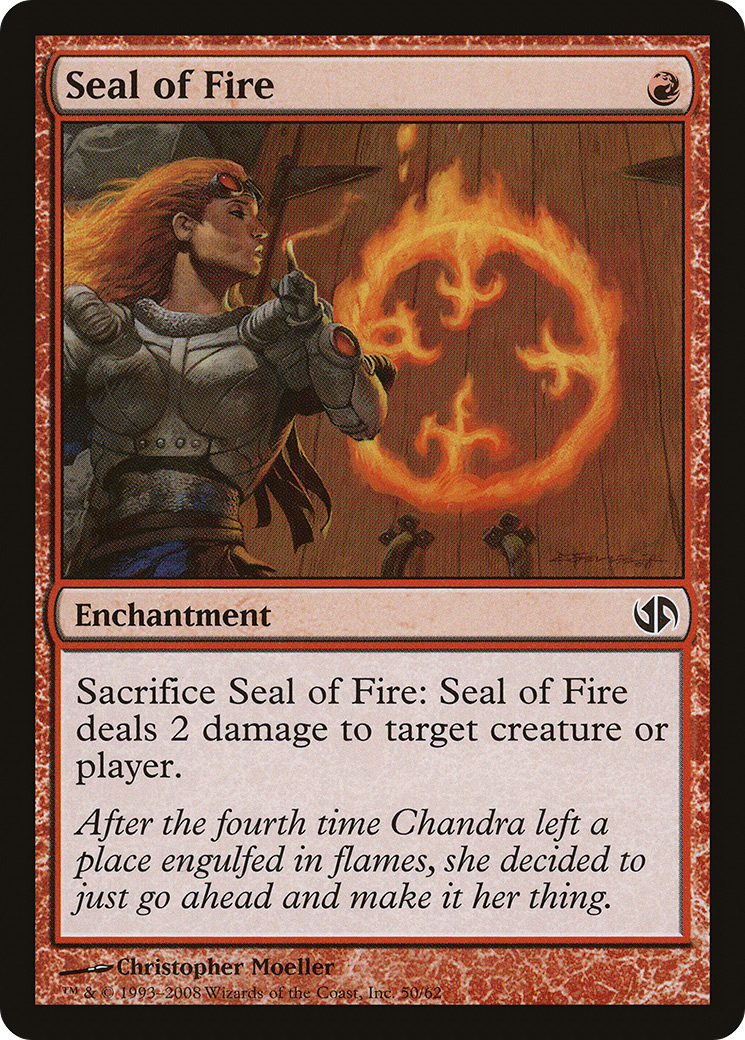 Seal of Fire
Enchantment
Sacrifice Seal of Fire: Seal of Fire
deals 2 damage to target creature or
player.
After the fourth time Chandra left a
place engulfed in flames, she decided to
just go ahead and make it her thing.
Christopher Moeller
™ & © 1993–2008 Wizards of the Coast, Inc. 50/62